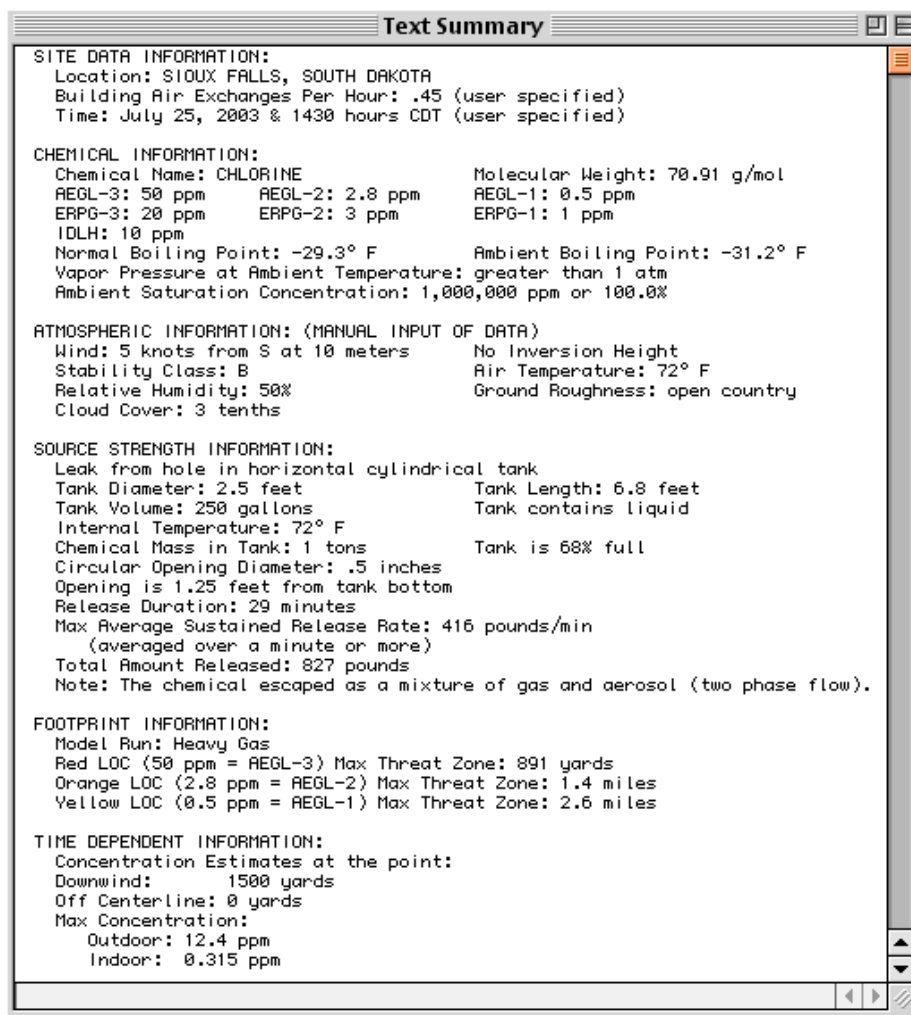 Text Summary
SITE DATA INFORMATION:
Location: SIOUX FALLS, SOUTH DAKOTA
Building Air Exchanges Per Hour: .45 (user specified)
Time: July 25, 2003 & 1430 hours CDT (user specified)
CHEMICAL INFORMATION:
Chemical Name: CHLORINE Molecular Weight: 70.91 g/mol
AEGL-3: 50 ppm AEGL-2: 2.8 ppm AEGL-1: 0.5 ppm
ERPG-3: 20 ppm ERPG-2: 3 ppm ERPG-1: 1 ppm
IDLH: 10 ppm
Normal Boiling Point: -29.3° F Ambient Boiling Point: -31.2° F
Vapor Pressure at Ambient Temperature: greater than 1 atm
Ambient Saturation Concentration: 1,000,000 ppm or 100.0%
ATMOSPHERIC INFORMATION: (MANUAL INPUT OF DATA)
Wind: 5 knots from S at 10 meters No Inversion Height
Stability Class: B Air Temperature: 72° F
Relative Humidity: 50% Ground Roughness: open country
Cloud Cover: 3 tenths
SOURCE STRENGTH INFORMATION:
Leak from hole in horizontal cylindrical tank
Tank Diameter: 2.5 feet Tank Length: 6.8 feet
Tank Volume: 250 gallons Tank contains liquid
Internal Temperature: 72° F
Chemical Mass in Tank: 1 tons Tank is 68% full
Circular Opening Diameter: .5 inches
Opening is 1.25 feet from tank bottom
Release Duration: 29 minutes
Max Average Sustained Release Rate: 416 pounds/min
(averaged over a minute or more)
Total Amount Released: 827 pounds
Note: The chemical escaped as a mixture of gas and aerosol (two phase flow).
FOOTPRINT INFORMATION:
Model Run: Heavy Gas
Red LOC (50 ppm = AEGL-3) Max Threat Zone: 891 yards
Orange LOC (2.8 ppm = AEGL-2) Max Threat Zone: 1.4 miles
Yellow LOC (0.5 ppm = AEGL-1) Max Threat Zone: 2.6 miles
TIME DEPENDENT INFORMATION:
Concentration Estimates at the point:
Downwind: 1500 yards
Off Centerline: 0 yards
Max Concentration:
Outdoor: 12.4 ppm
Indoor: 0.315 ppm